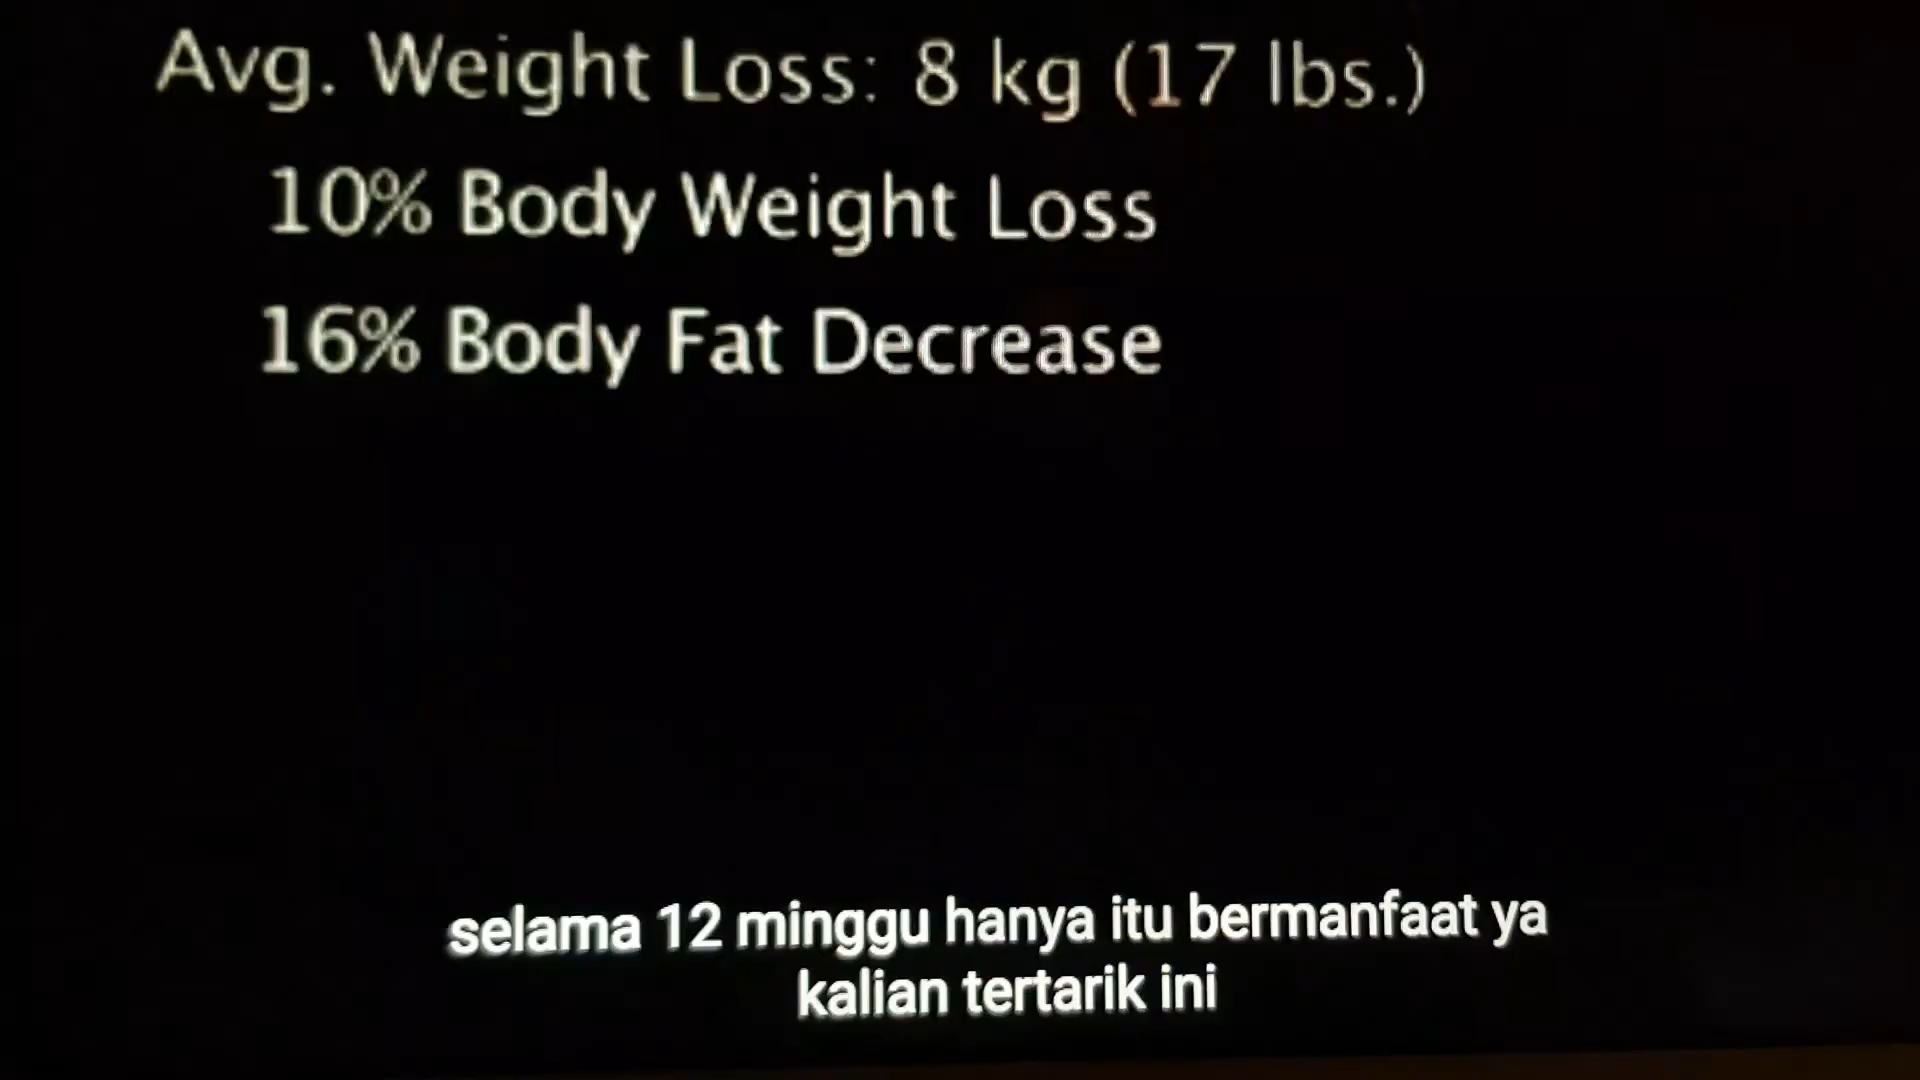 Avg. Weight Loss: 8 kg (17 lbs.)
10% Body Weight Loss
16% Body Fat Decrease
selama 12 minggu hanya itu bermanfaat ya
kalian tertarik ini